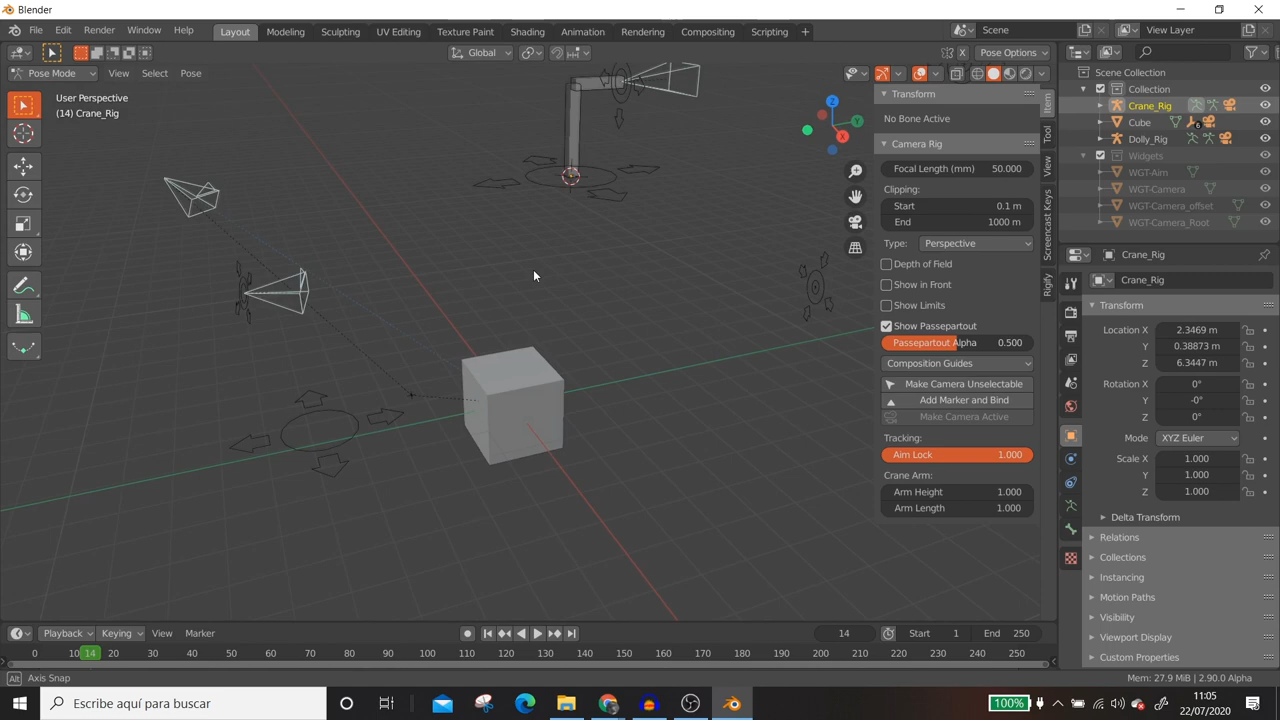 Blender
File Edit Render Window Help
Layout Modeling Sculpting UV Editing Texture Paint Shading Animation Rendering Compositing Scripting +
Scene
View Layer
Global
X Pose Options
Pose Mode View Select Pose
User Perspective
(14) Crane_Rig
Z
Y
X
Transform
No Bone Active
Camera Rig
Focal Length (mm) 50.000
Clipping:
Start 0.1 m
End 1000 m
Type: Perspective
Depth of Field
Show in Front
Show Limits
Show Passepartout
Passepartout Alpha 0.500
Composition Guides
Make Camera Unselectable
Add Marker and Bind
Make Camera Active
Tracking:
Aim Lock 1.000
Crane Arm:
Arm Height 1.000
Arm Length 1.000
Item
Tool
View
Screencast Keys
Rigify
Scene Collection
Collection
Crane_Rig
Cube 6
Dolly_Rig
Widgets
WGT-Aim
WGT-Camera
WGT-Camera_offset
WGT-Camera_Root
Crane_Rig
Crane_Rig
Transform
Location X 2.3469 m
Y 0.38873 m
Z 6.3447 m
Rotation X 0°
Y -0°
Z 0°
Mode XYZ Euler
Scale X 1.000
Y 1.000
Z 1.000
Delta Transform
Relations
Collections
Instancing
Motion Paths
Visibility
Viewport Display
Custom Properties
Playback Keying View Marker
14 Start 1 End 250
0 10 14 20 30 40 50 60 70 80 90 100 110 120 130 140 150 160 170 180 190 200 210 220 230 240 250
Alt Axis Snap
Mem: 27.9 MiB | 2.90.0 Alpha
Escribe aquí para buscar
100%
11:05
22/07/2020